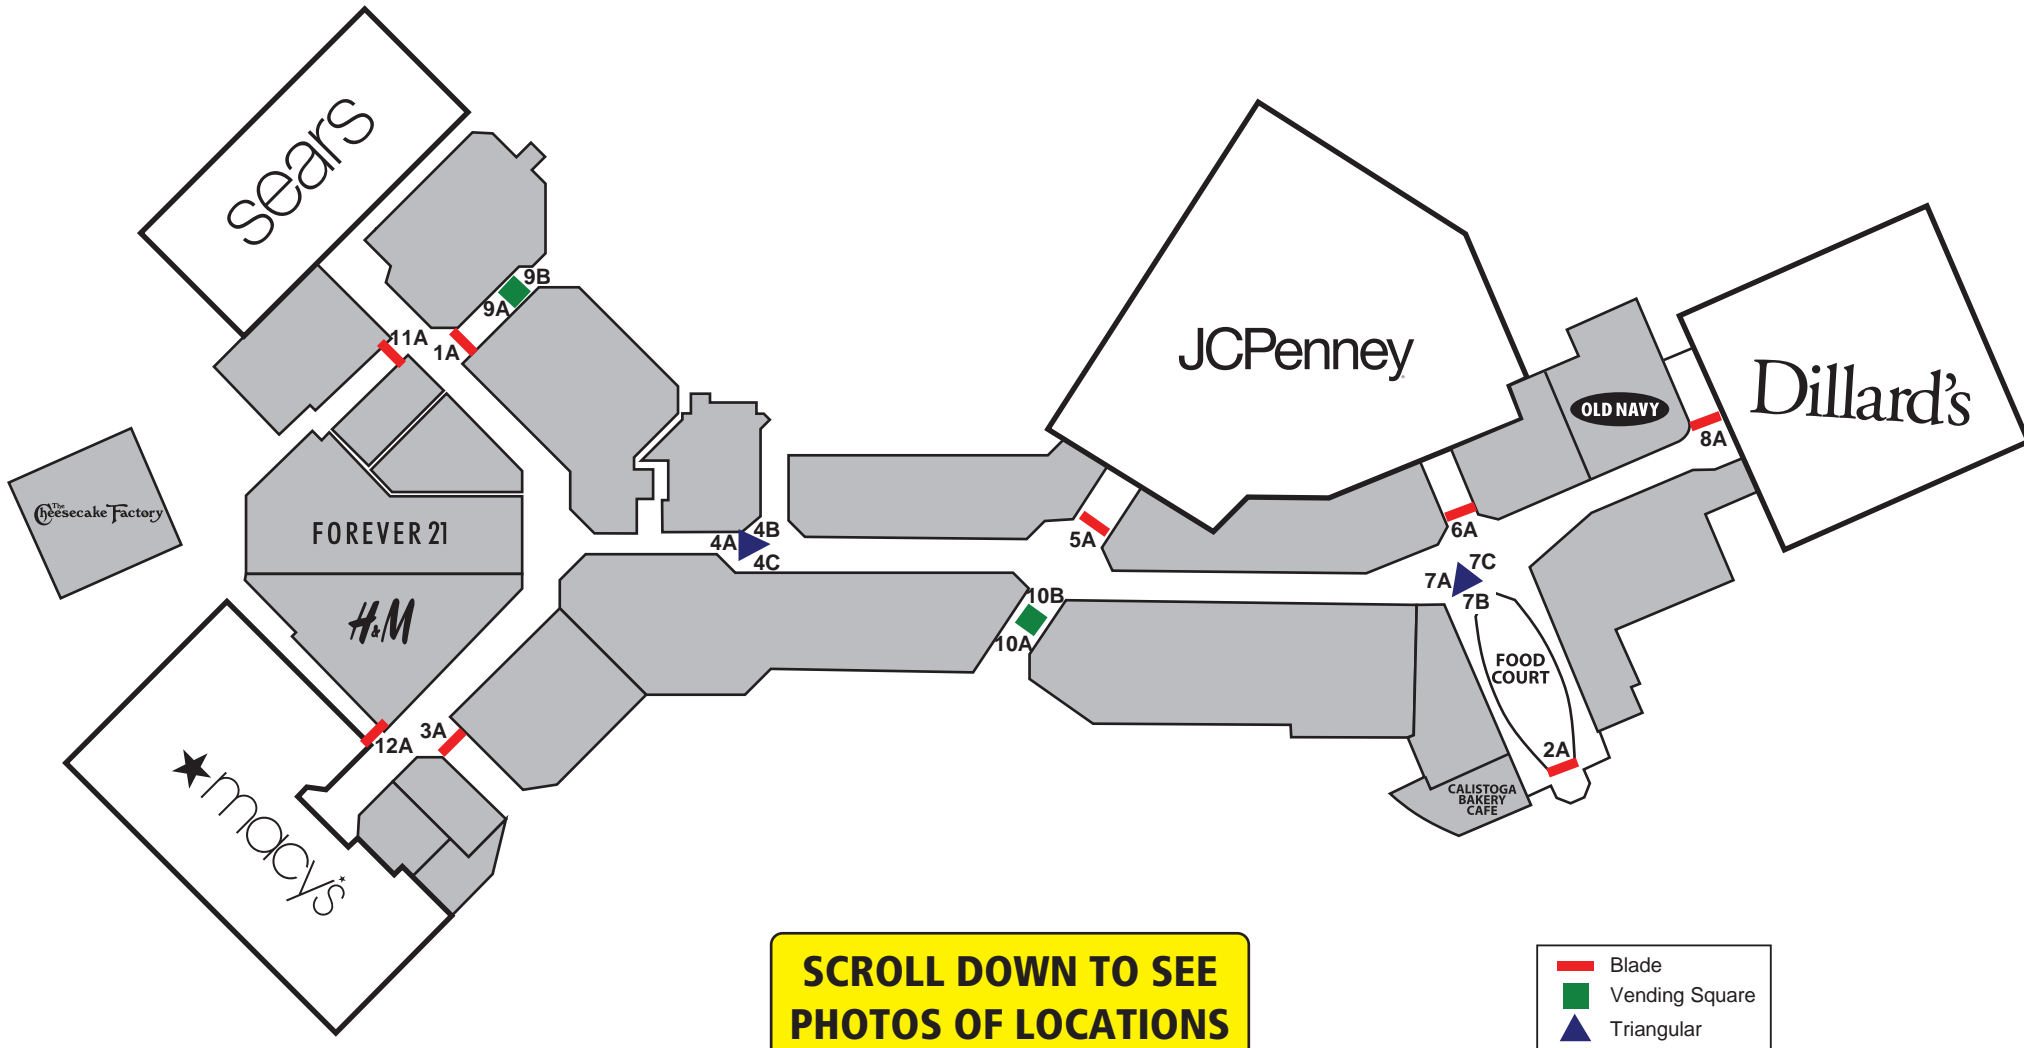 sears
9B
9A
11A
1A
JCPenney
OLD NAVY
Dillard's
8A
The
Cheesecake Factory
FOREVER 21
4B
4A
4C
5A
6A
7C
7A
7B
10B
10A
H&M
FOOD
COURT
3A
12A
2A
macy's
CALISTOGA
BAKERY
CAFE
SCROLL DOWN TO SEE
PHOTOS OF LOCATIONS
Blade
Vending Square
Triangular